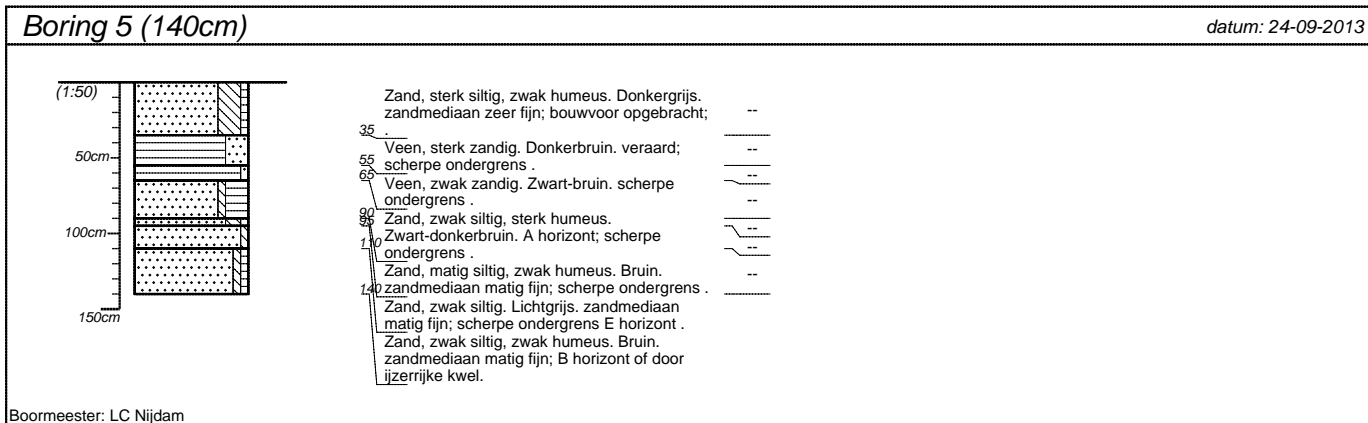 Boring 5 (140cm)
datum: 24-09-2013
(1:50)
50cm
100cm
150cm
35
55
65
90
95
110
140
Zand, sterk siltig, zwak humeus. Donkergrijs.
zandmediaan zeer fijn; bouwvoor opgebracht;
.
Veen, sterk zandig. Donkerbruin. veraard;
scherpe ondergrens .
Veen, zwak zandig. Zwart-bruin. scherpe
ondergrens .
Zand, zwak siltig, sterk humeus.
Zwart-donkerbruin. A horizont; scherpe
ondergrens .
Zand, matig siltig, zwak humeus. Bruin.
zandmediaan matig fijn; scherpe ondergrens .
Zand, zwak siltig. Lichtgrijs. zandmediaan
matig fijn; scherpe ondergrens E horizont .
Zand, zwak siltig, zwak humeus. Bruin.
zandmediaan matig fijn; B horizont of door
ijzerrijke kwel.
--
--
--
--
--
--
--
Boormeester: LC Nijdam